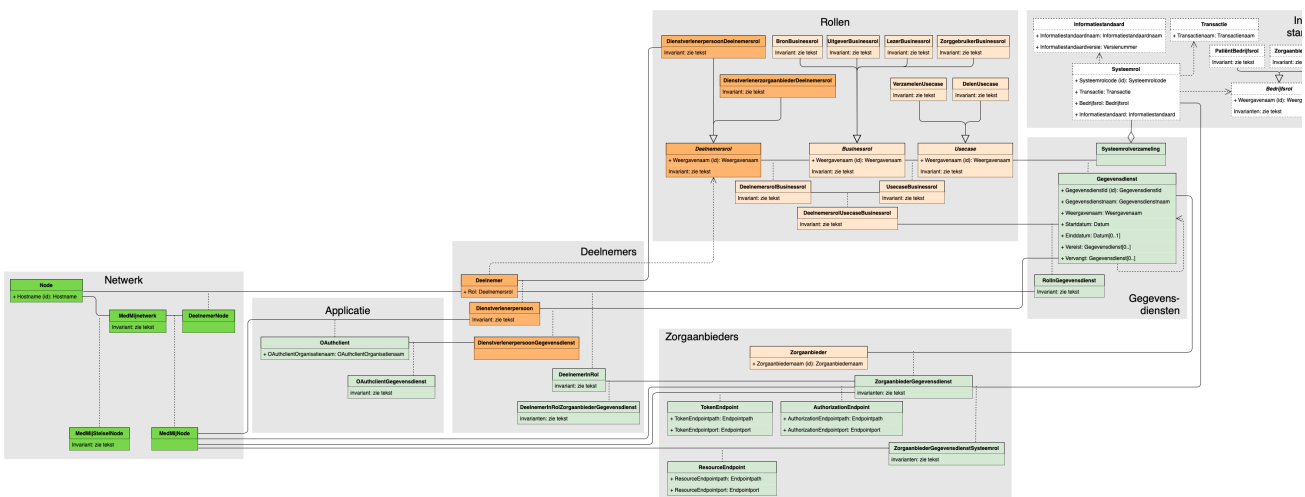 Rollen
DienstverlenerpersoonDeelnemersrol
Invariant: zie tekst
BronBusinessrol
Invariant: zie tekst
UitgeverBusinessrol
Invariant: zie tekst
LezerBusinessrol
Invariant: zie tekst
ZorggebruikerBusinessrol
Invariant: zie tekst
DienstverlenerzorgaanbiederDeelnemersrol
Invariant: zie tekst
VerzamelenUsecase
Invariant: zie tekst
DelenUsecase
Invariant: zie tekst
Deelnemersrol
+ Weergavenaam (id): Weergavenaam
Invariant: zie tekst
Businessrol
+ Weergavenaam (id): Weergavenaam
Invariant: zie tekst
Usecase
+ Weergavenaam (id): Weergavenaam
Invariant: zie tekst
DeelnemersrolBusinessrol
Invariant: zie tekst
UsecaseBusinessrol
Invariant: zie tekst
DeelnemersrolUsecaseBusinessrol
Invariant: zie tekst
Informatiestandaard
+ Informatiestandaardnaam: Informatiestandaardnaam
+ Informatiestandaardversie: Versienummer
Transactie
+ Transactienaam: Transactienaam
PatiëntBedrijfsrol
Invariant: zie tekst
Systeemrol
+ Systeemrolcode (id): Systeemrolcode
+ Transactie: Transactie
+ Bedrijfsrol: Bedrijfsrol
+ Informatiestandaard: Informatiestandaard
Bedrijfsrol
+ Weergavenaam (id): Weerg
Invarianten: zie tekst
Systeemrolverzameling
Gegevensdienst
+ GegevensdienstId (id): GegevensdienstId
+ Gegevensdienstnaam: Gegevensdienstnaam
+ Weergavenaam: Weergavenaam
+ Startdatum: Datum
+ Einddatum: Datum[0..1]
+ Vereist: Gegevensdienst[0..]
+ Vervangt: Gegevensdienst[0..]
RolInGegevensdienst
Invariant: zie tekst
Gegevens-
diensten
Deelnemers
Deelnemer
+ Rol: Deelnemersrol
Dienstverlenerpersoon
Invariant: zie tekst
DienstverlenerpersoonGegevensdienst
DeelnemerInRol
Invariant: zie tekst
DeelnemerInRolZorgaanbiederGegevensdienst
Invarianten: zie tekst
Netwerk
Node
+ Hostname (id): Hostname
MedMijnetwerk
Invariant: zie tekst
DeelnemerNode
MedMijStelselNode
Invariant: zie tekst
MedMijNode
Applicatie
OAuthclient
+ OAuthclientOrganisatienaam: OAuthclientOrganisatienaam
OAuthclientGegevensdienst
Invariant: zie tekst
Zorgaanbieders
Zorgaanbieder
+ Zorgaanbiedernaam (id): Zorgaanbiedernaam
ZorgaanbiederGegevensdienst
Invarianten: zie tekst
TokenEndpoint
+ TokenEndpointpath: Endpointpath
+ TokenEndpointport: Endpointport
AuthorizationEndpoint
+ AuthorizationEndpointpath: Endpointpath
+ AuthorizationEndpointport: Endpointport
ZorgaanbiederGegevensdienstSysteemrol
Invarianten: zie tekst
ResourceEndpoint
+ ResourceEndpointpath: Endpointpath
+ ResourceEndpointport: Endpointport